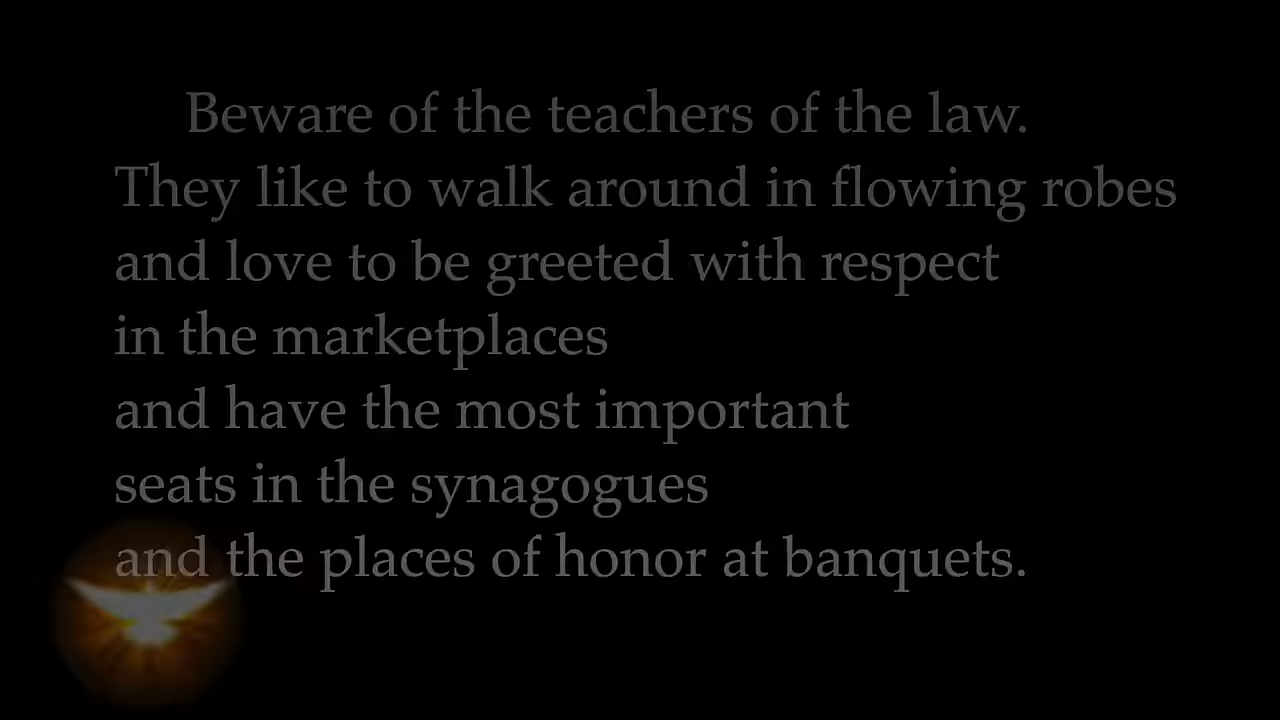 Beware of the teachers of the law.
They like to walk around in flowing robes
and love to be greeted with respect
in the marketplaces
and have the most important
seats in the synagogues
and the places of honor at banquets.